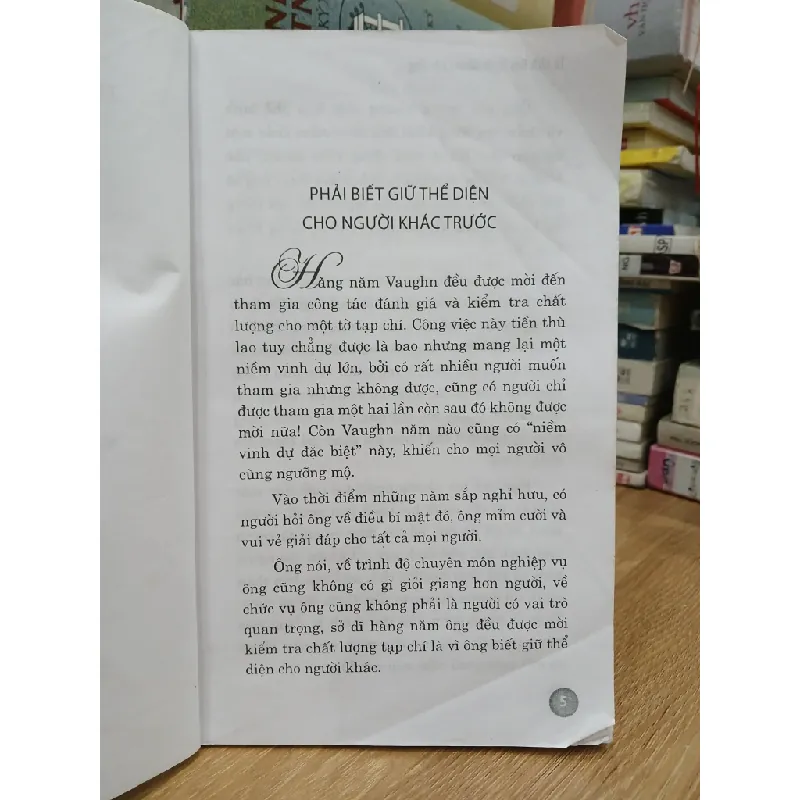 PHẢI BIẾT GIỮ THỂ DIỆN
CHO NGƯỜI KHÁC TRƯỚC
Hàng năm Vaughn đều được mời đến
tham gia công tác đánh giá và kiểm tra chất
lượng cho một tờ tạp chí. Công việc này tiền thù
lao tuy chẳng được là bao nhưng mang lại một
niềm vinh dự lớn, bởi có rất nhiều người muốn
tham gia nhưng không được, cũng có người chỉ
được tham gia một hai lần còn sau đó không được
mời nữa! Còn Vaughn năm nào cũng có “niềm
vinh dự đặc biệt” này, khiến cho mọi người vô
cùng ngưỡng mộ.
Vào thời điểm những năm sắp nghỉ hưu, có
người hỏi ông về điều bí mật đó, ông mỉm cười và
vui vẻ giải đáp cho tất cả mọi người.
Ông nói, về trình độ chuyên môn nghiệp vụ
ông cũng không có gì giỏi giang hơn người, về
chức vụ ông cũng không phải là người có vai trò
quan trọng, sở dĩ hàng năm ông đều được mời
kiểm tra chất lượng tạp chí là vì ông biết giữ thể
diện cho người khác.
5